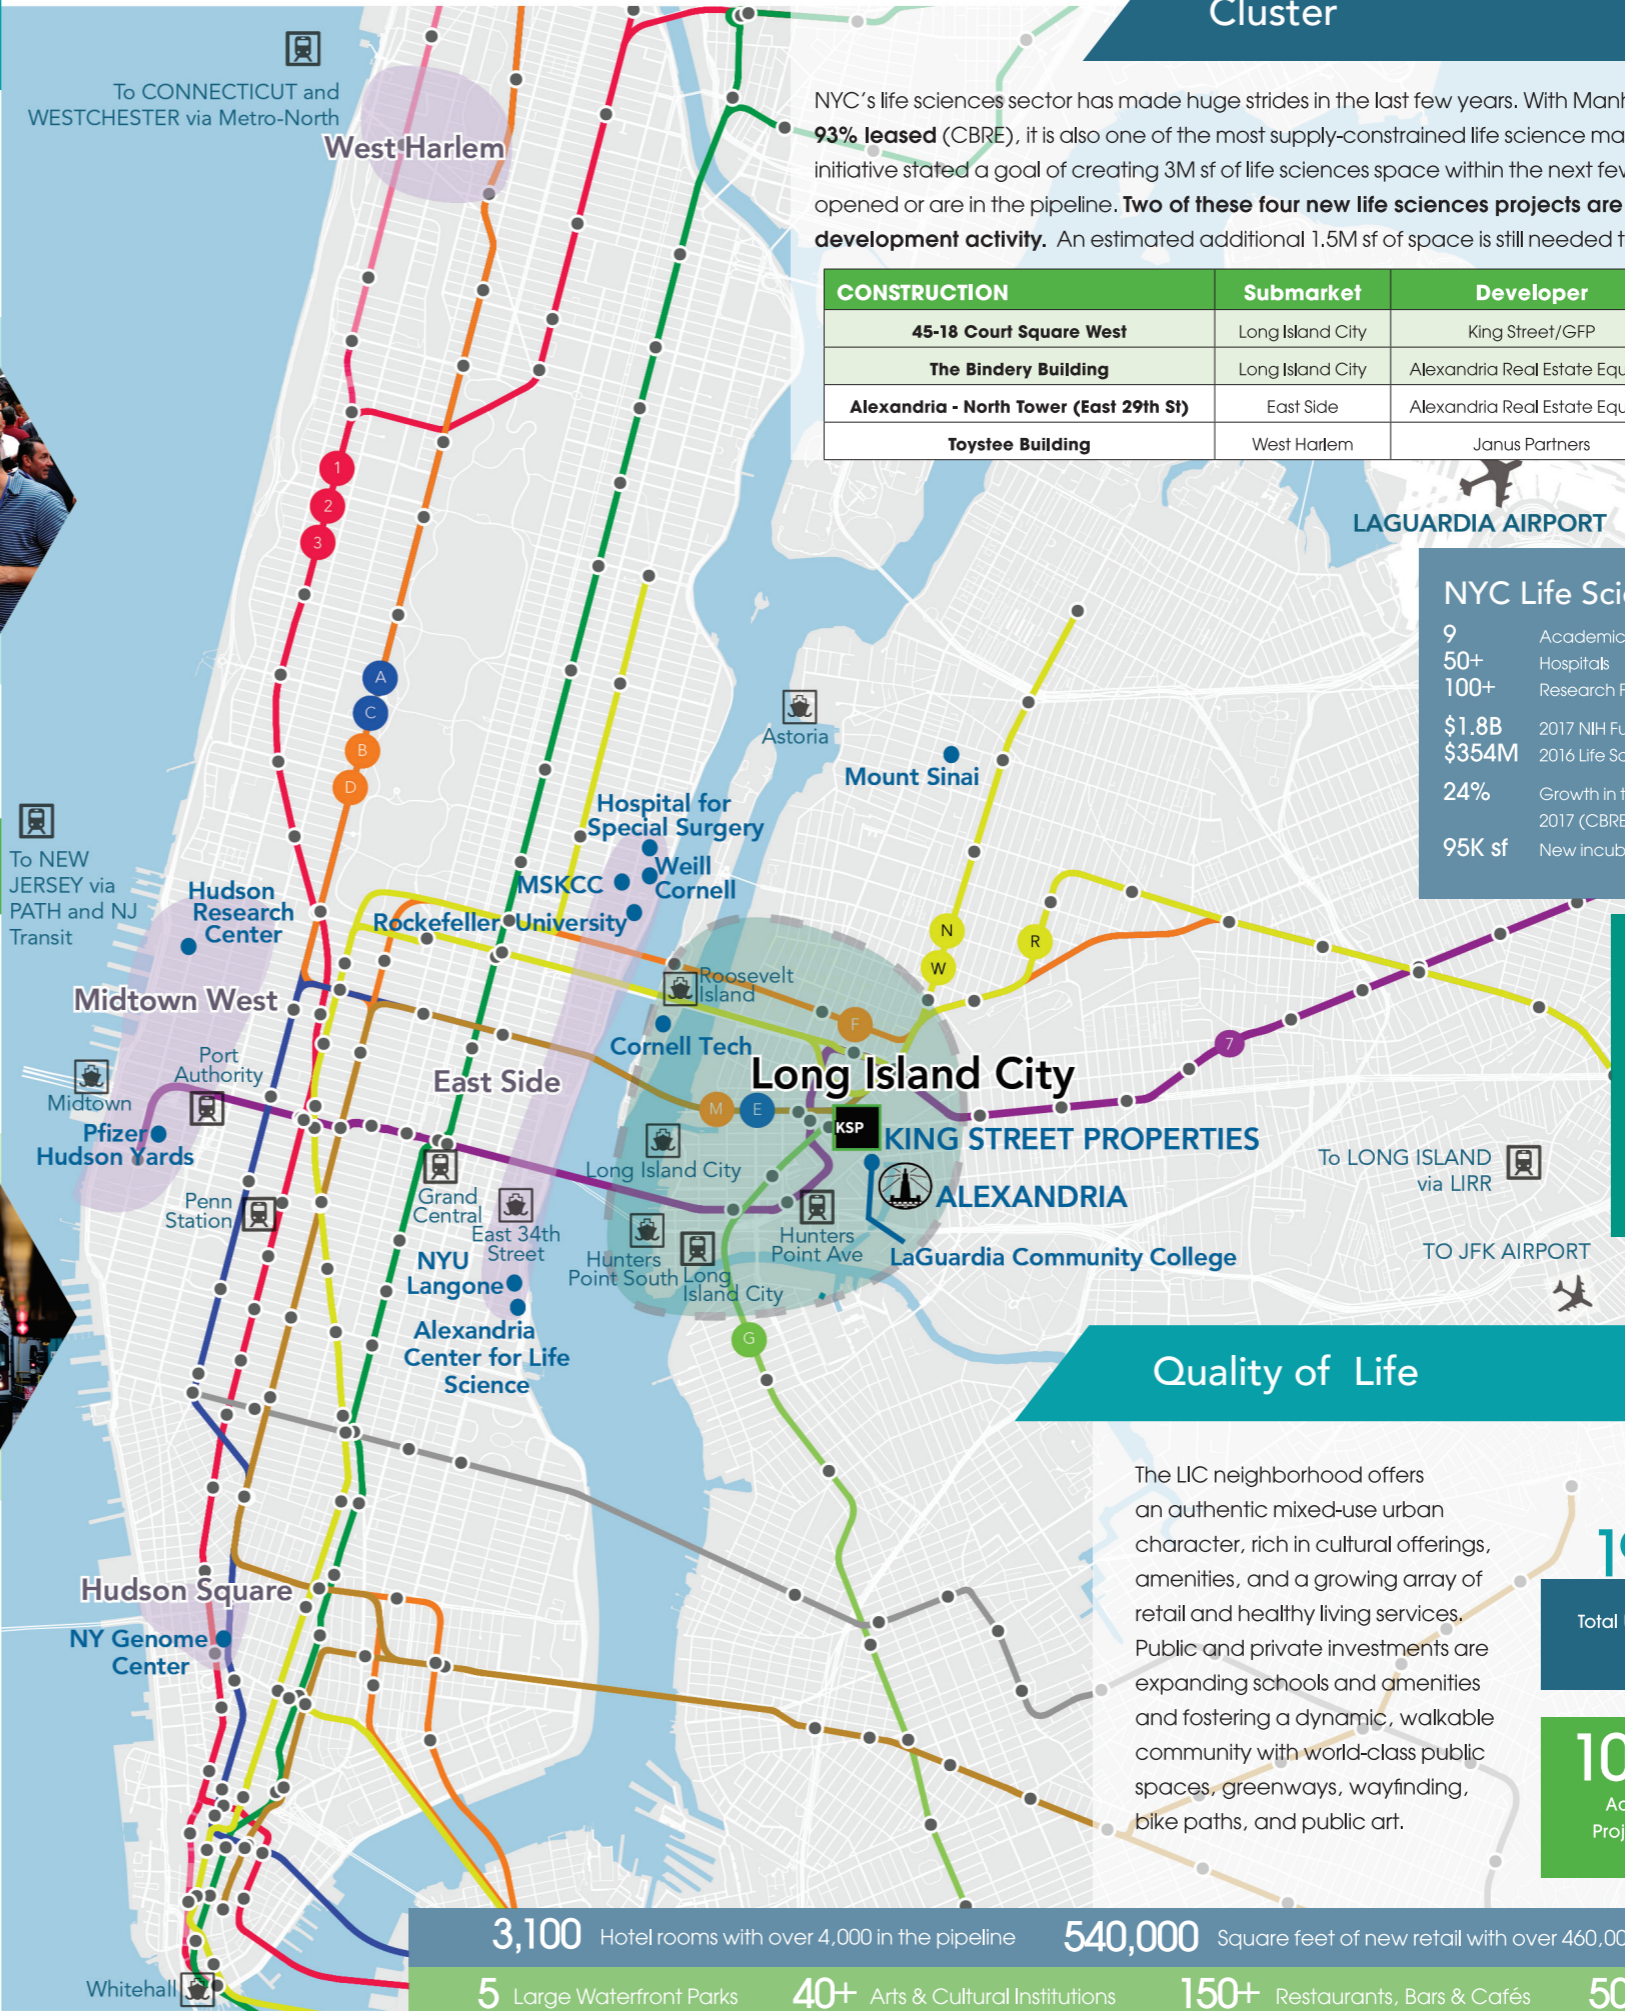 Cluster
NYC's life sciences sector has made huge strides in the last few years. With Manh
93% leased (CBRE), it is also one of the most supply-constrained life science ma
initiative stated a goal of creating 3M sf of life sciences space within the next few
opened or are in the pipeline. Two of these four new life sciences projects are
development activity. An estimated additional 1.5M sf of space is still needed t
CONSTRUCTION Submarket Developer
45-18 Court Square West Long Island City King Street/GFP
The Bindery Building Long Island City Alexandria Real Estate Equ
Alexandria - North Tower (East 29th St) East Side Alexandria Real Estate Equ
Toystee Building West Harlem Janus Partners
To CONNECTICUT and
WESTCHESTER via Metro-North
West Harlem
1
2
3
A
C
B
D
LAGUARDIA AIRPORT
NYC Life Scie
9 Academic
50+ Hospitals
100+ Research F
$1.8B 2017 NIH Fu
$354M 2016 Life Sc
24% Growth in t
2017 (CBRE
95K sf New incub
Astoria
Mount Sinai
Hospital for
Special Surgery
Weill
Cornell
MSKCC
Rockefeller University
To NEW
JERSEY via
PATH and NJ
Transit
Hudson
Research
Center
Midtown West
N
W
R
F
7
Roosevelt
Island
Cornell Tech
Long Island City
East Side
Port
Authority
Midtown
Pfizer
Hudson Yards
M
E
KSP
KING STREET PROPERTIES
Long Island City
ALEXANDRIA
To LONG ISLAND
via LIRR
Penn
Station
Grand
Central
East 34th
Street
Hunters
Point South
Long
Island City
Hunters
Point Ave
LaGuardia Community College
TO JFK AIRPORT
NYU
Langone
Alexandria
Center for Life
Science
G
Quality of Life
The LIC neighborhood offers
an authentic mixed-use urban
character, rich in cultural offerings,
amenities, and a growing array of
retail and healthy living services.
Public and private investments are
expanding schools and amenities
and fostering a dynamic, walkable
community with world-class public
spaces, greenways, wayfinding,
bike paths, and public art.
Total
10
Ac
Proj
Hudson Square
NY Genome
Center
Whitehall
3,100 Hotel rooms with over 4,000 in the pipeline 540,000 Square feet of new retail with over 460,00
5 Large Waterfront Parks 40+ Arts & Cultural Institutions 150+ Restaurants, Bars & Cafés 50